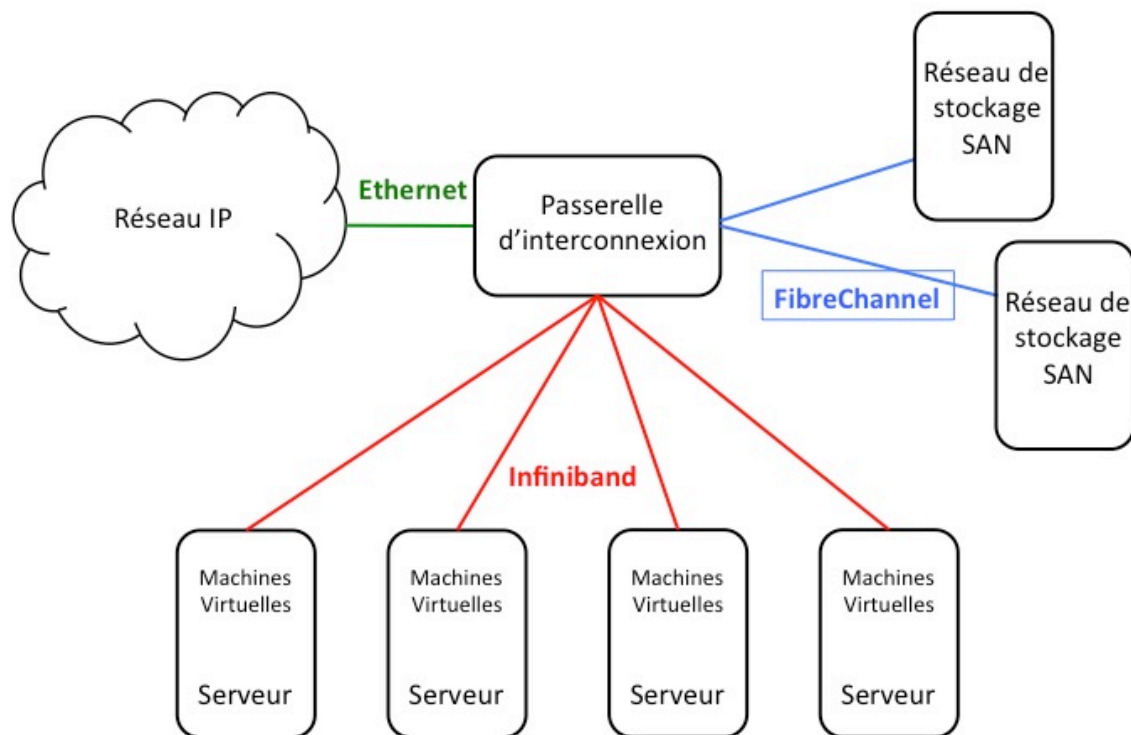 Réseau de
stockage
SAN
Ethernet
Passerelle
d’interconnexion
Réseau IP
FibreChannel
Réseau de
stockage
SAN
Infiniband
Machines
Virtuelles
Serveur
Machines
Virtuelles
Serveur
Machines
Virtuelles
Serveur
Machines
Virtuelles
Serveur